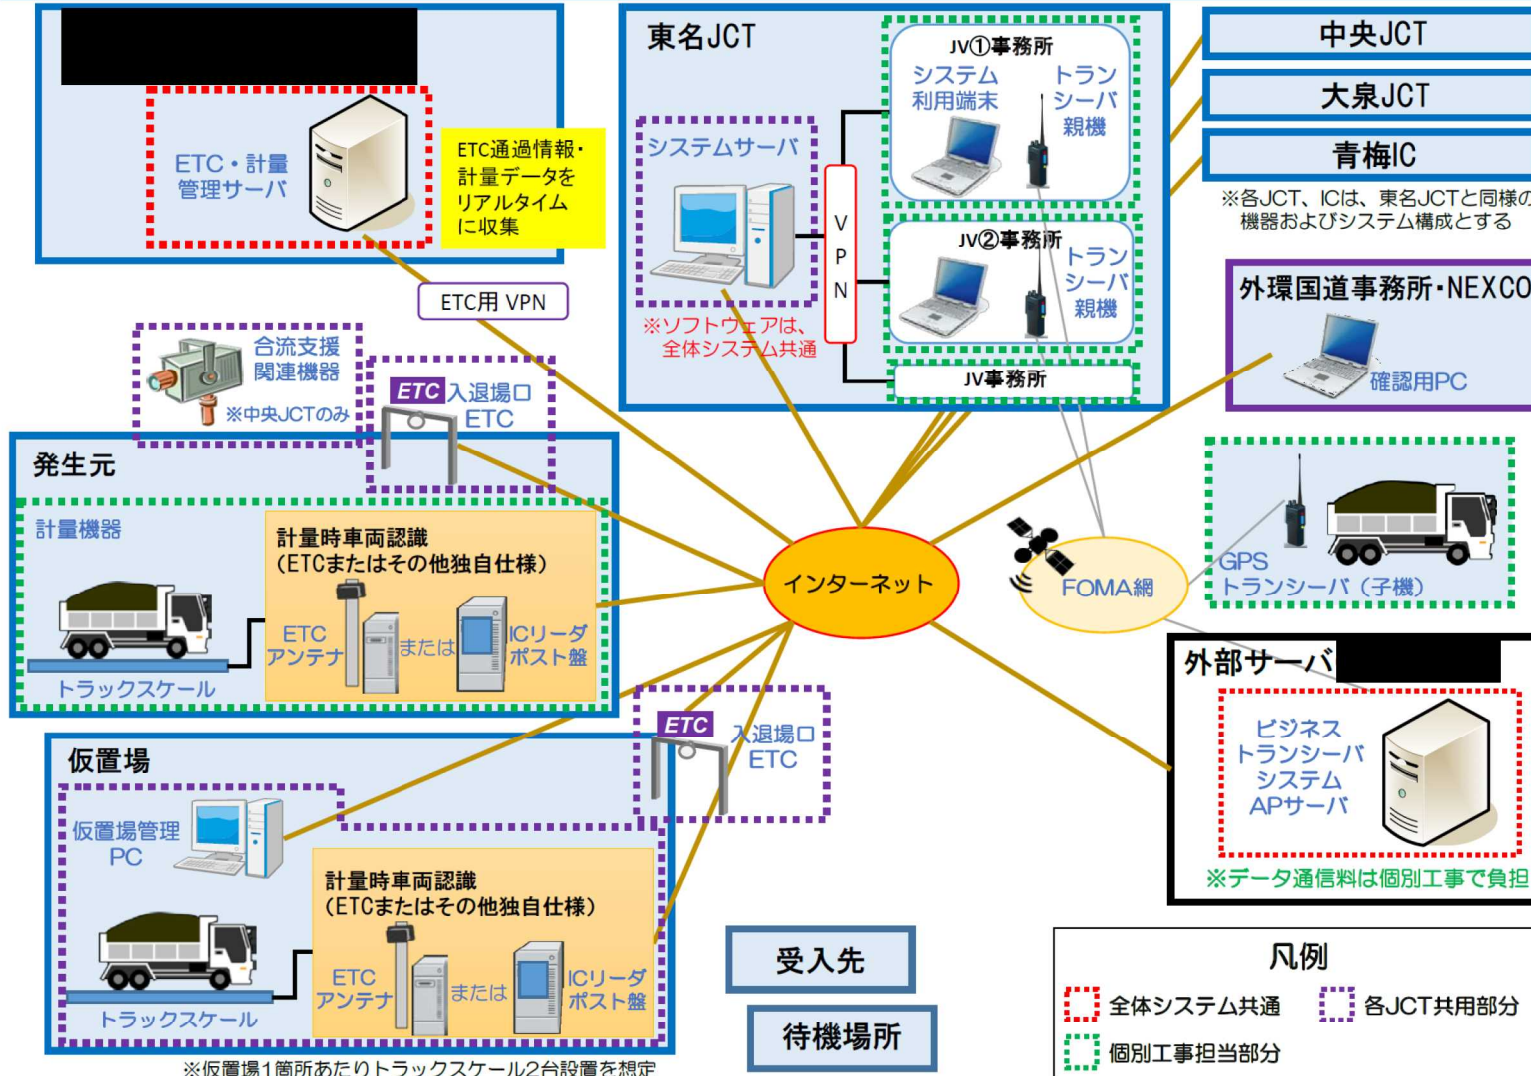 ETC・計量
管理サーバ
ETC通過情報・
計量データを
リアルタイム
に収集
ETC用 VPN
東名JCT
システムサーバ
※ソフトウェアは、
全体システム共通
VPN
JV①事務所
システム
利用端末
トラン
シーバ
親機
JV②事務所
トラン
シーバ
親機
JV事務所
中央JCT
大泉JCT
青梅IC
※各JCT、ICは、東名JCTと同様の
機器およびシステム構成とする
外環国道事務所・NEXCO
確認用PC
合流支援
関連機器
※中央JCTのみ
ETC
入退場口
ETC
発生元
計量機器
トラックスケール
計量時車両認識
(ETCまたはその他独自仕様)
ETC
アンテナ
または
ICリーダ
ポスト盤
インターネット
FOMA網
GPS
トランシーバ（子機）
外部サーバ
ビジネス
トランシーバ
システム
APサーバ
※データ通信料は個別工事で負担
仮置場
仮置場管理
PC
トラックスケール
計量時車両認識
(ETCまたはその他独自仕様)
ETC
アンテナ
または
ICリーダ
ポスト盤
ETC
入退場口
ETC
※仮置場1箇所あたりトラックスケール2台設置を想定
受入先
待機場所
凡例
全体システム共通
各JCT共用部分
個別工事担当部分